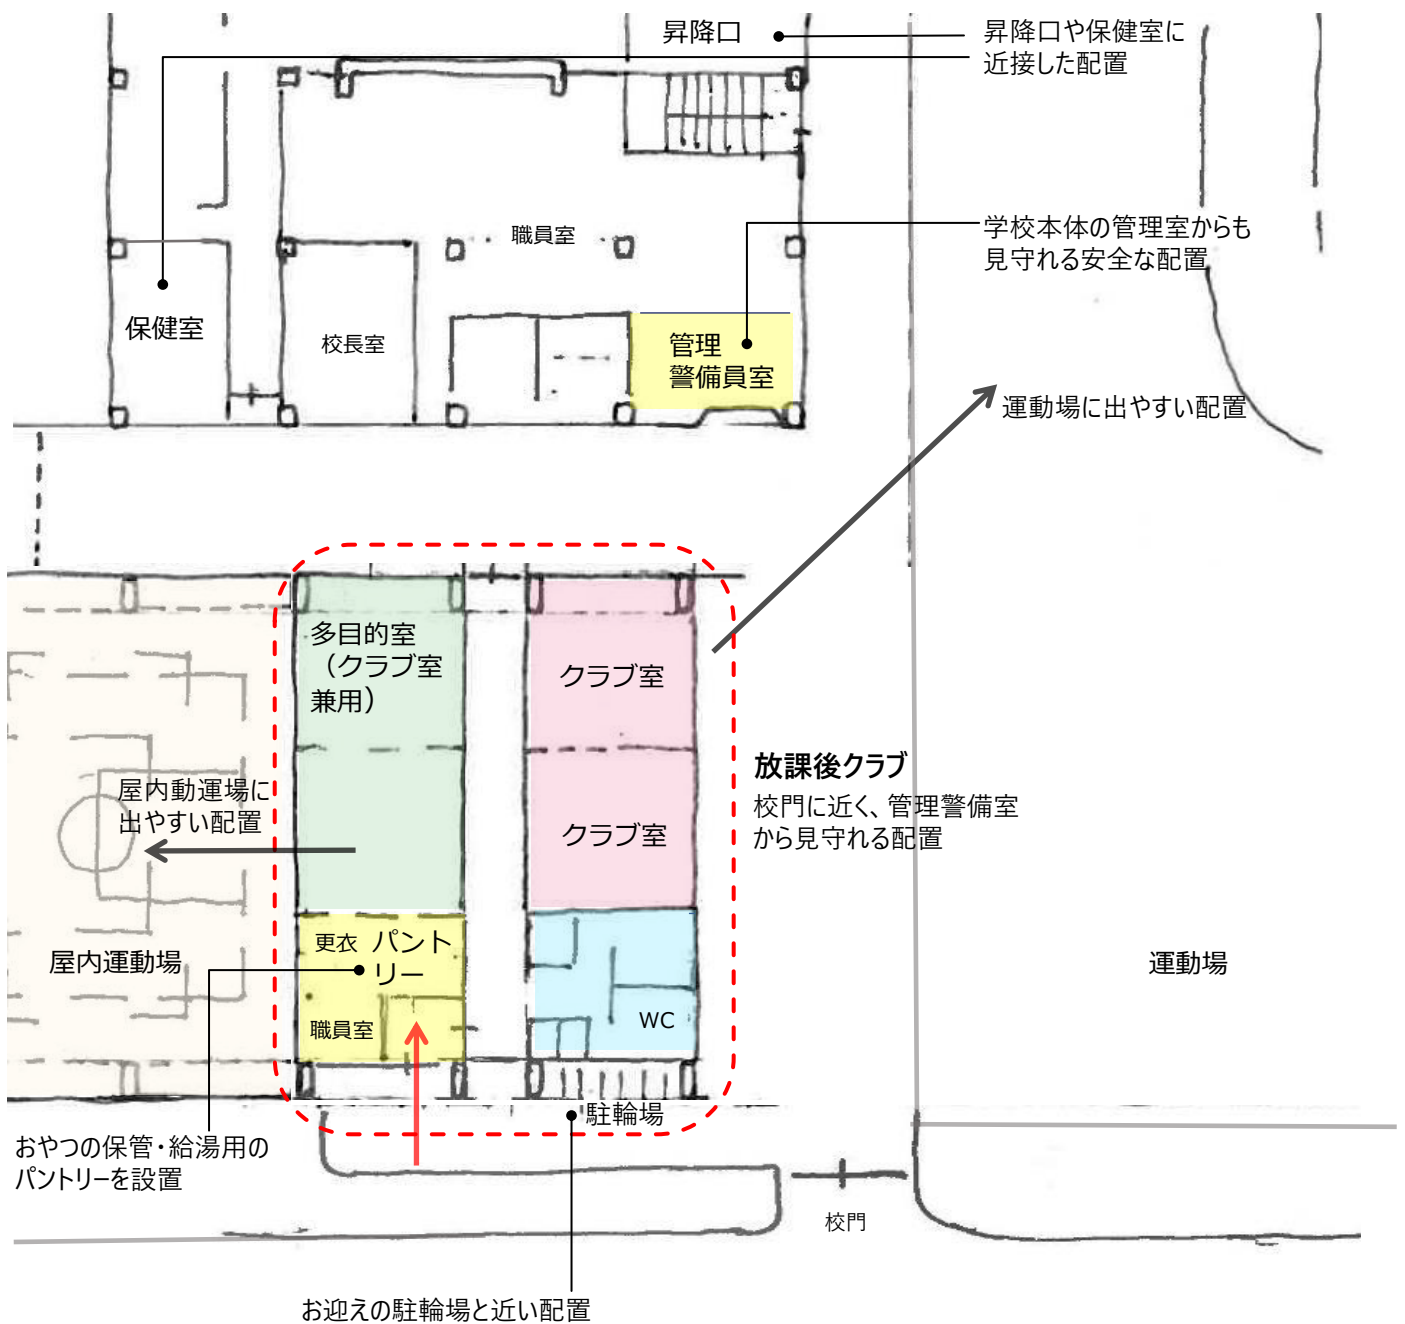 昇降口
昇降口や保健室に
近接した配置
職員室
学校本体の管理室からも
見守れる安全な配置
保健室
校長室
管理
警備員室
運動場に出やすい配置
多目的室
（クラブ室
兼用）
クラブ室
放課後クラブ
校門に近く、管理警備室
から見守れる配置
屋内動運場に
出やすい配置
クラブ室
更衣
パント
リー
屋内運動場
職員室
WC
運動場
駐輪場
おやつの保管・給湯用の
パントリーを設置
校門
お迎えの駐輪場と近い配置